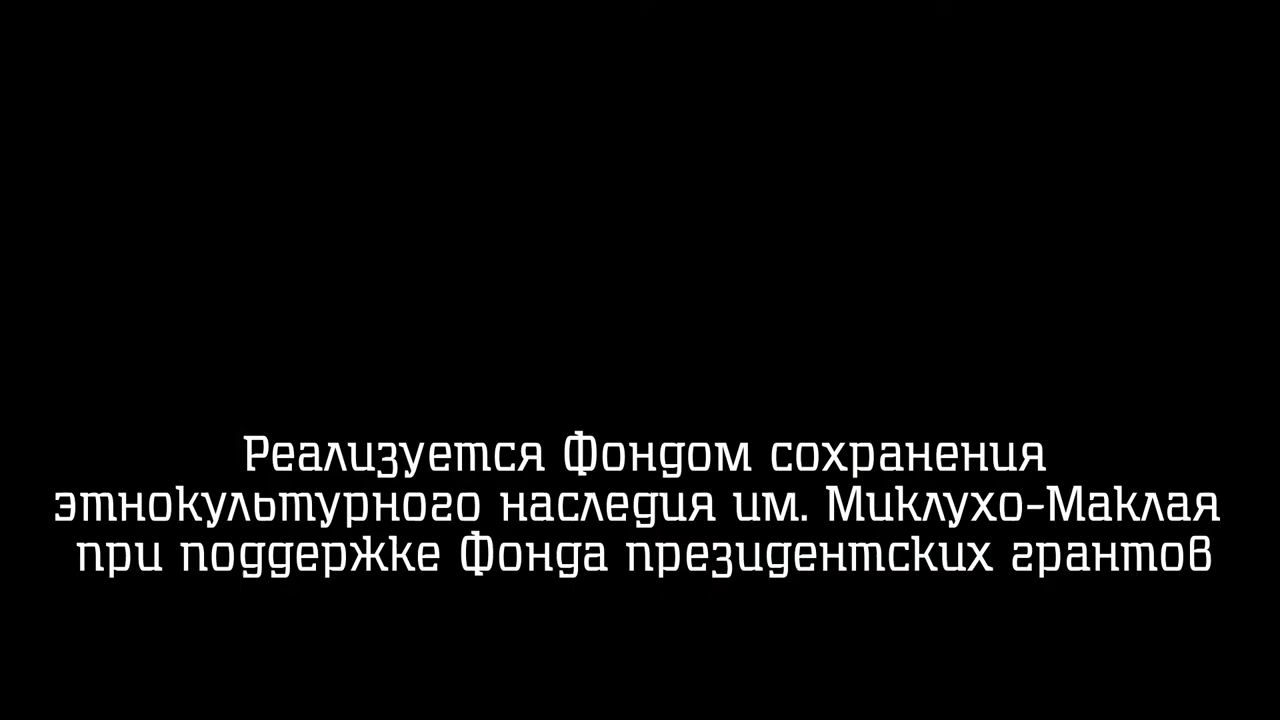 Реализуется Фондом сохранения
этнокультурного наследия им. Миклухо-Маклая
при поддержке Фонда президентских грантов